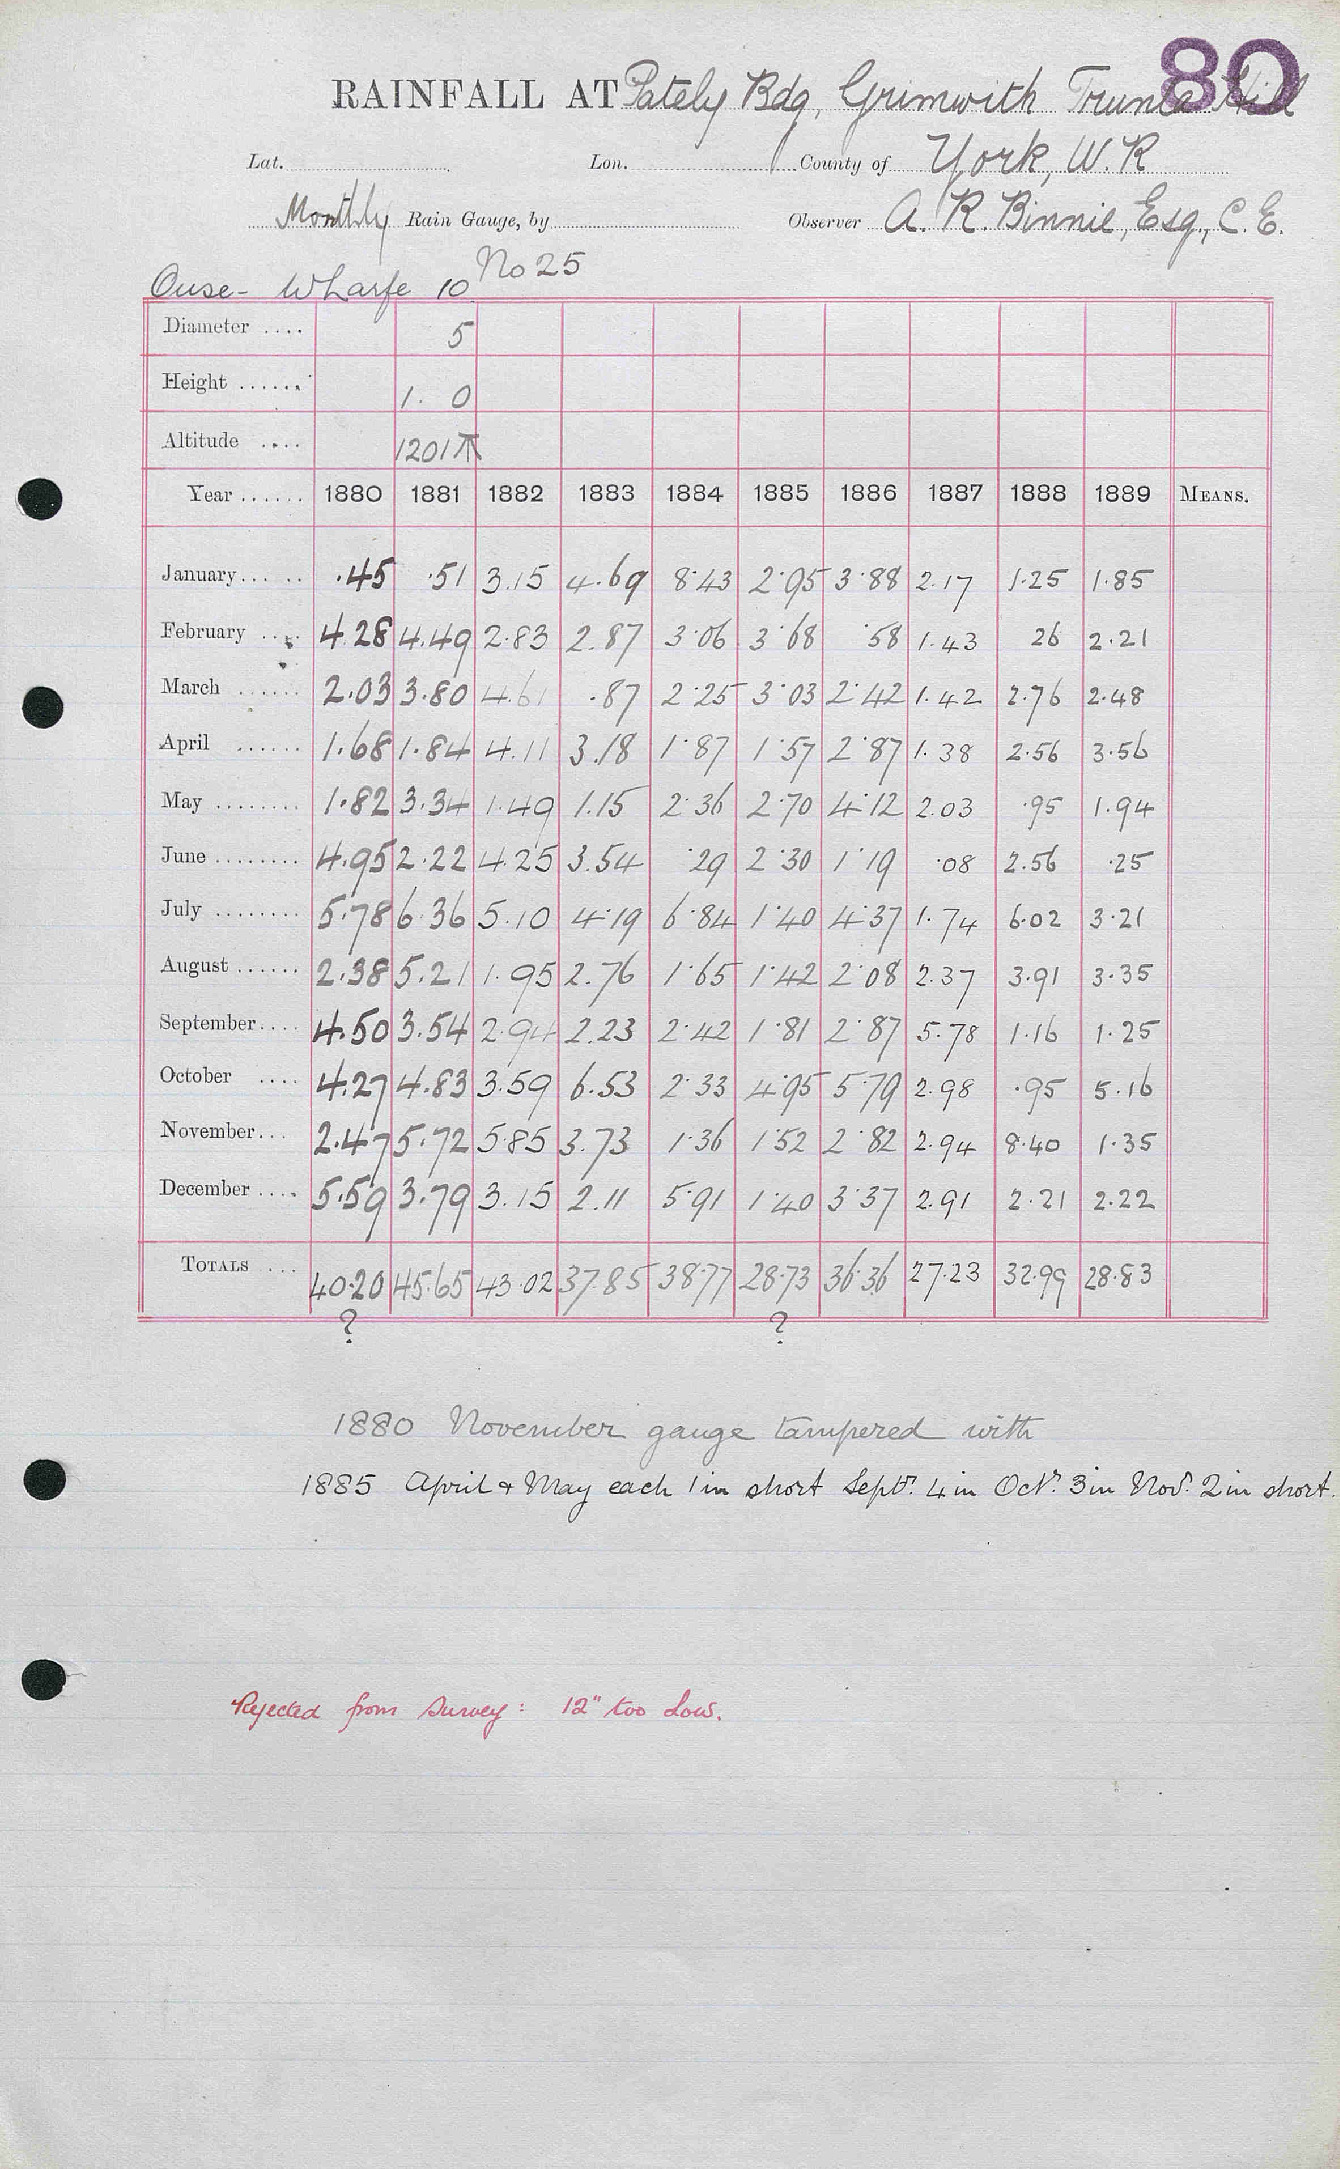 80
RAINFALL AT Pately Bdg, Grimwith Trunla Hill
Lat. Lon. County of York, W.R
Monthly Rain Gauge, by Observer A. R. Binnie, Esq., C.E.
Ouse - Wharfe 10 No 25
Diameter .... 5
Height ...... 1. 0
Altitude .... 1201
Year ...... 1880 1881 1882 1883 1884 1885 1886 1887 1888 1889 MEANS.
January ...... .45 .51 3.15 4.69 8.43 2.95 3.88 2.17 1.25 1.85
February .... 4.28 4.49 2.83 2.87 3.06 3.68 .58 1.43 26 2.21
March ...... 2.03 3.80 4.61 .87 2.25 3.03 2.42 1.42 2.76 2.48
April ...... 1.68 1.84 4.11 3.18 1.87 1.57 2.87 1.38 2.56 3.56
May ........ 1.82 3.34 1.49 1.15 2.36 2.70 4.12 2.03 .95 1.94
June ........ 4.95 2.22 4.25 3.54 .29 2.30 1.19 .08 2.56 .25
July ........ 5.78 6.36 5.10 4.19 6.84 1.40 4.37 1.74 6.02 3.21
August ...... 2.38 5.21 1.95 2.76 1.65 1.42 2.08 2.37 3.91 3.35
September .... 4.50 3.54 2.94 2.23 2.42 1.81 2.87 5.78 1.16 1.25
October .... 4.27 4.83 3.59 6.53 2.33 4.95 5.79 2.98 .95 5.16
November ... 2.47 5.72 5.85 3.73 1.36 1.52 2.82 2.94 8.40 1.35
December .... 5.59 3.79 3.15 2.11 5.91 1.40 3.37 2.91 2.21 2.22
TOTALS ... 40.20 45.65 43.02 37.85 38.77 28.73 36.36 27.23 32.99 28.83
? ?
1880 November gauge tampered with
1885 April & May each 1 in short Septr. 4 in Octr. 3 in Novr. 2 in short.
Rejected from Survey: 12" too Low.